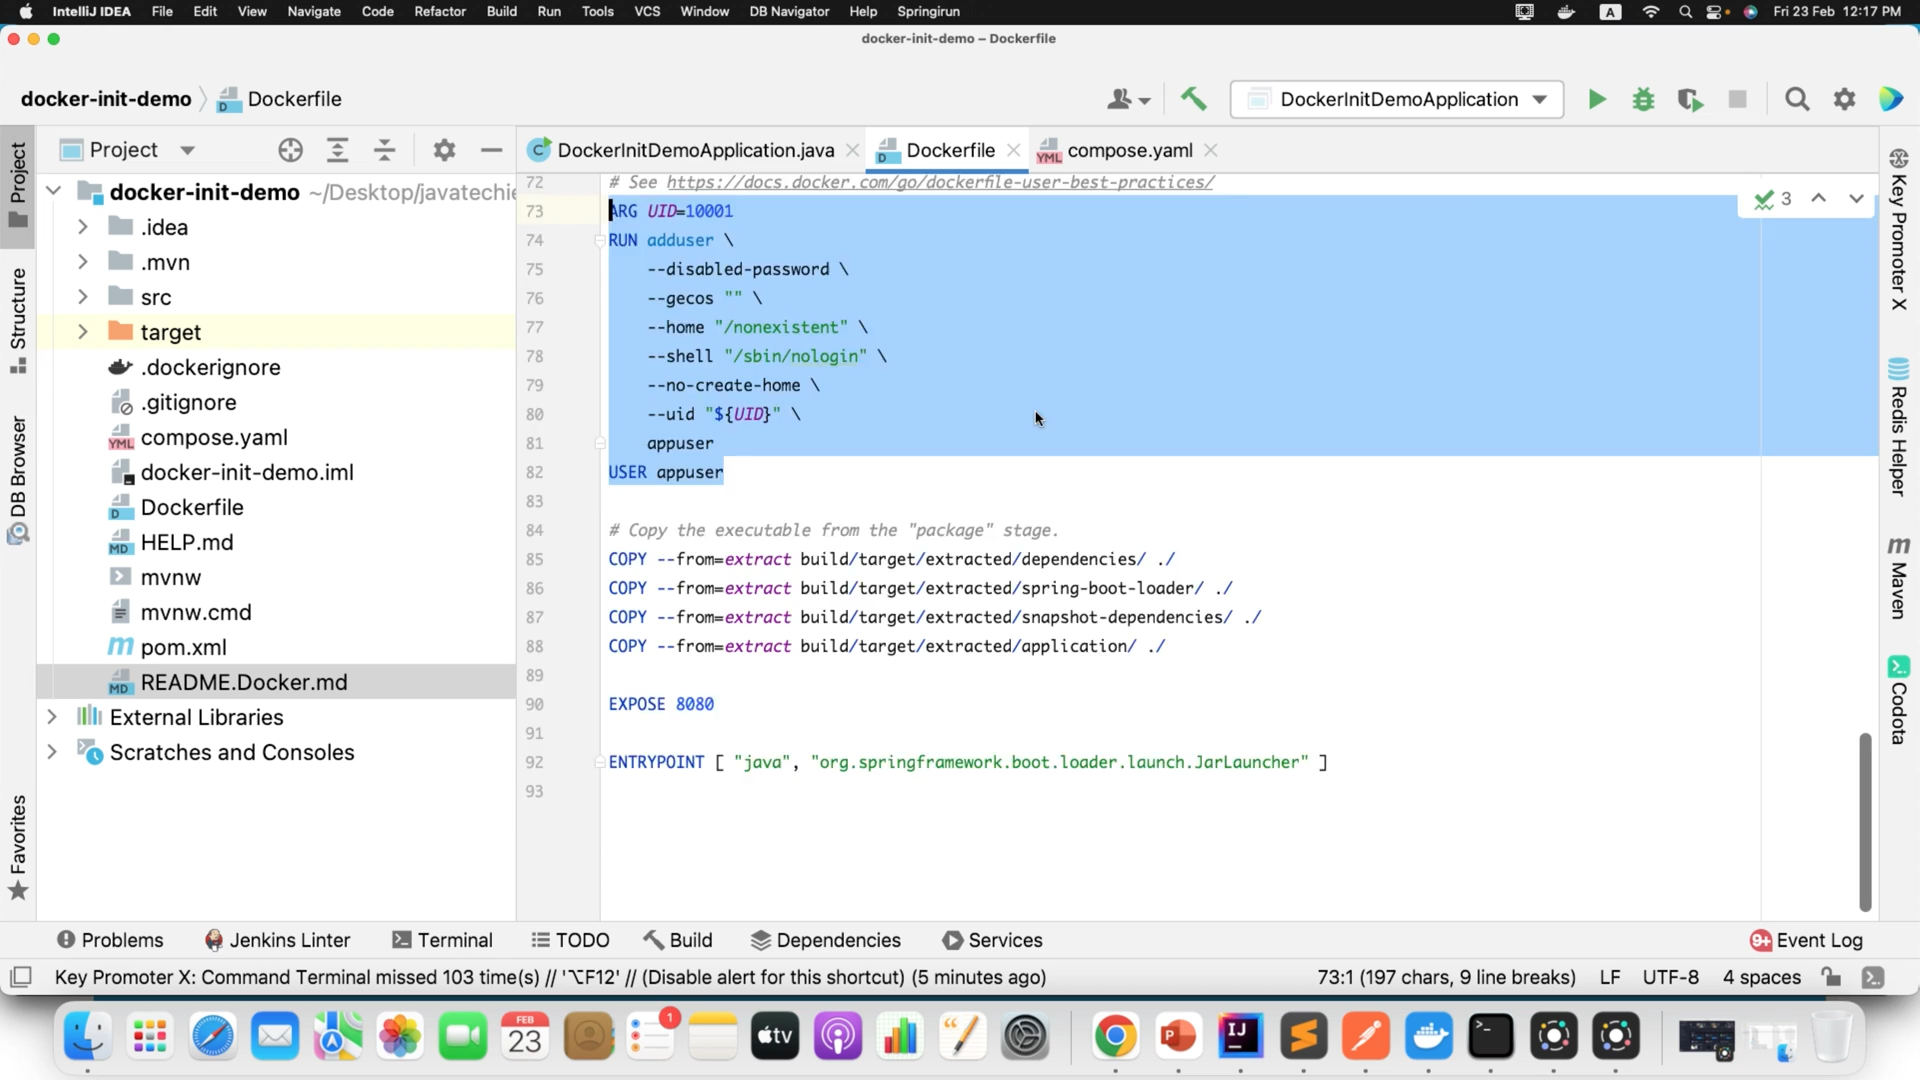 IntelliJ IDEA File Edit View Navigate Code Refactor Build Run Tools VCS Window DB Navigator Help Springirun A Fri 23 Feb 12:17 PM
docker-init-demo – Dockerfile
docker-init-demo Dockerfile
DockerInitDemoApplication
Project
DockerInitDemoApplication.java Dockerfile compose.yaml
docker-init-demo ~/Desktop/javatechie
.idea
.mvn
src
target
.dockerignore
.gitignore
compose.yaml
docker-init-demo.iml
Dockerfile
HELP.md
mvnw
mvnw.cmd
pom.xml
README.Docker.md
External Libraries
Scratches and Consoles
Project
Structure
DB Browser
Favorites
72 # See https://docs.docker.com/go/dockerfile-user-best-practices/
73 ARG UID=10001
74 RUN adduser \
75 --disabled-password \
76 --gecos "" \
77 --home "/nonexistent" \
78 --shell "/sbin/nologin" \
79 --no-create-home \
80 --uid "${UID}" \
81 appuser
82 USER appuser
83
84 # Copy the executable from the "package" stage.
85 COPY --from=extract build/target/extracted/dependencies/ ./
86 COPY --from=extract build/target/extracted/spring-boot-loader/ ./
87 COPY --from=extract build/target/extracted/snapshot-dependencies/ ./
88 COPY --from=extract build/target/extracted/application/ ./
89
90 EXPOSE 8080
91
92 ENTRYPOINT [ "java", "org.springframework.boot.loader.launch.JarLauncher" ]
93
3
Key Promoter X
Redis Helper
Maven
Codota
Problems Jenkins Linter Terminal TODO Build Dependencies Services 9+ Event Log
Key Promoter X: Command Terminal missed 103 time(s) // '⌥F12' // (Disable alert for this shortcut) (5 minutes ago) 73:1 (197 chars, 9 line breaks) LF UTF-8 4 spaces
FEB
23
tv
1
P
IJ